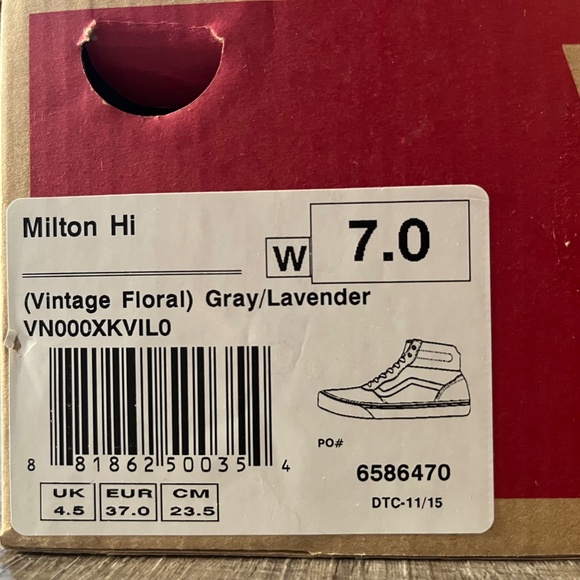 Milton Hi
W 7.0
(Vintage Floral) Gray/Lavender
VN000XKVIL0
PO#
8 81862 50035 4
6586470
UK EUR CM
4.5 37.0 23.5
DTC-11/15